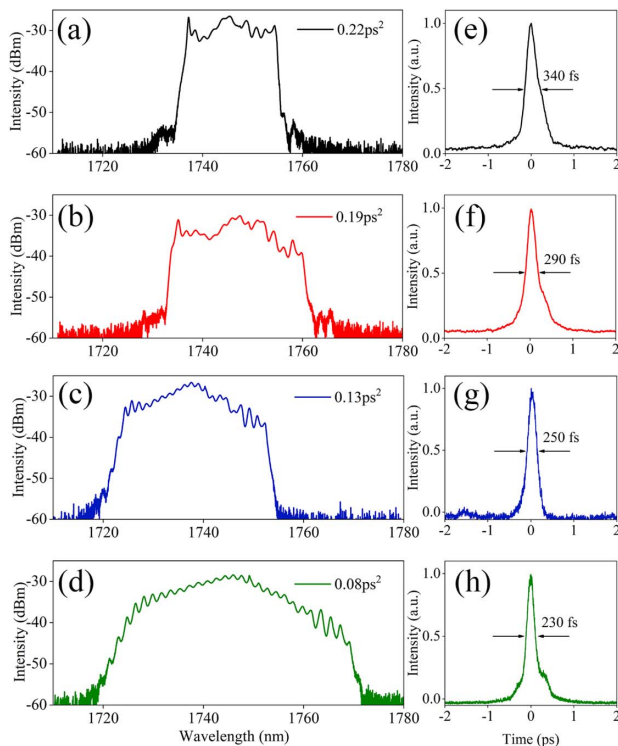 (a)
0.22ps²
Intensity (dBm)
-30
-40
-50
-60
1720
1740
1760
1780
(e)
340 fs
Intensity (a.u.)
1.0
0.5
0.0
-2
-1
0
1
2
(b)
0.19ps²
Intensity (dBm)
-30
-40
-50
-60
1720
1740
1760
1780
(f)
290 fs
Intensity (a.u.)
1.0
0.5
0.0
-2
-1
0
1
2
(c)
0.13ps²
Intensity (dBm)
-30
-40
-50
-60
1720
1740
1760
1780
(g)
250 fs
Intensity (a.u.)
1.0
0.5
0.0
-2
-1
0
1
2
(d)
0.08ps²
Intensity (dBm)
-30
-40
-50
-60
1720
1740
1760
1780
Wavelength (nm)
(h)
230 fs
Intensity (a.u.)
1.0
0.5
0.0
-2
-1
0
1
2
Time (ps)